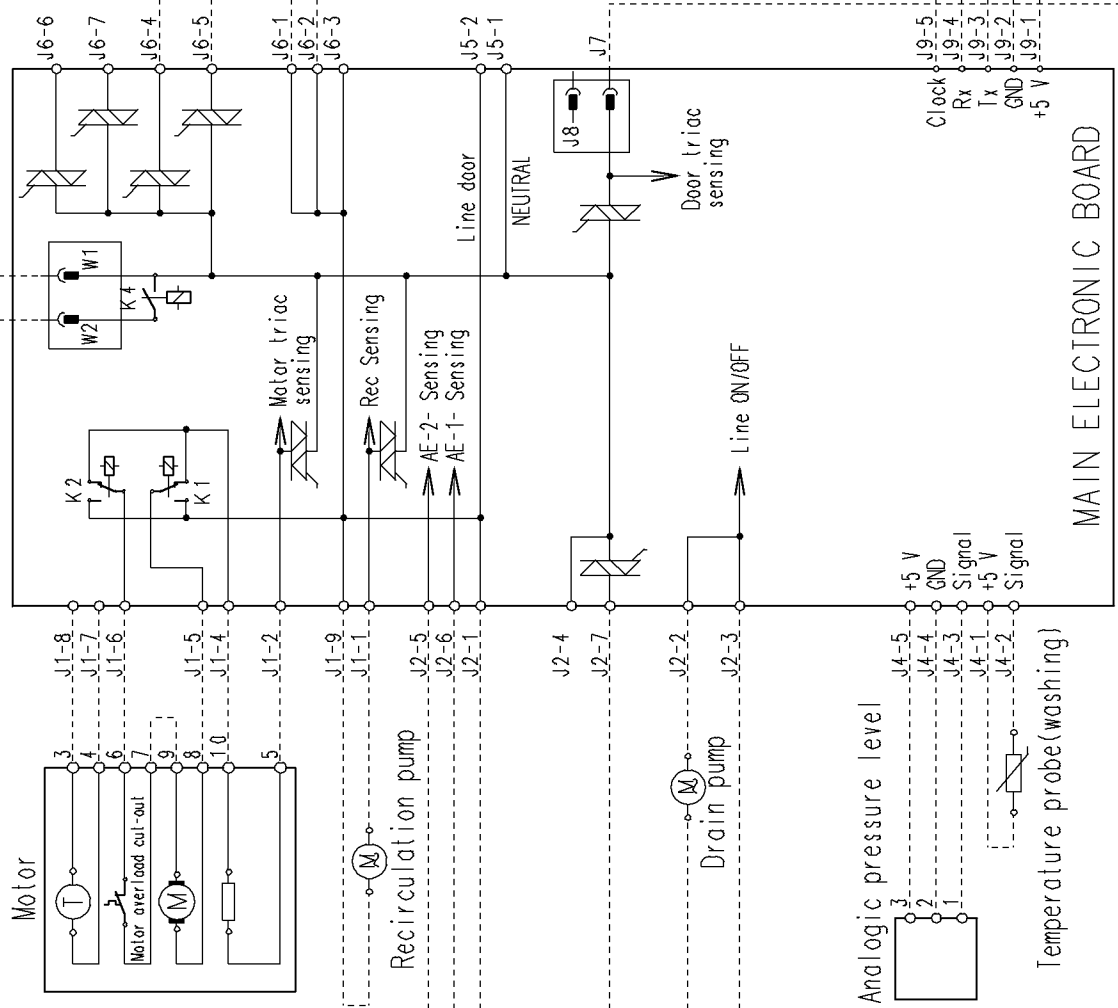 J6-6
J6-7
J6-4
J6-5
J6-1
J6-2
J6-3
J5-2
J5-1
J7
J9-5
J9-4
J9-3
J9-2
J9-1
Clock
Rx
Tx
GND
+5 V
J8
Line door
NEUTRAL
Door triac
sensing
W1
W2
K4
Motar triac
sensing
Rec Sensing
AE-2- Sensing
AE-1- Sensing
Line ON/OFF
K2
K1
MAIN ELECTRONIC BOARD
+5 V
GND
Signal
+5 V
Signal
J1-8
J1-7
J1-6
J1-5
J1-4
J1-2
J1-9
J1-1
J2-5
J2-6
J2-1
J2-4
J2-7
J2-2
J2-3
J4-5
J4-4
J4-3
J4-1
J4-2
3
4
6
7
9
8
10
5
Motor
T
Motor overload cut-out
M
M
Recirculation pump
M
Drain pump
Analogic pressure level
3
2
1
Temperature probe(washing)